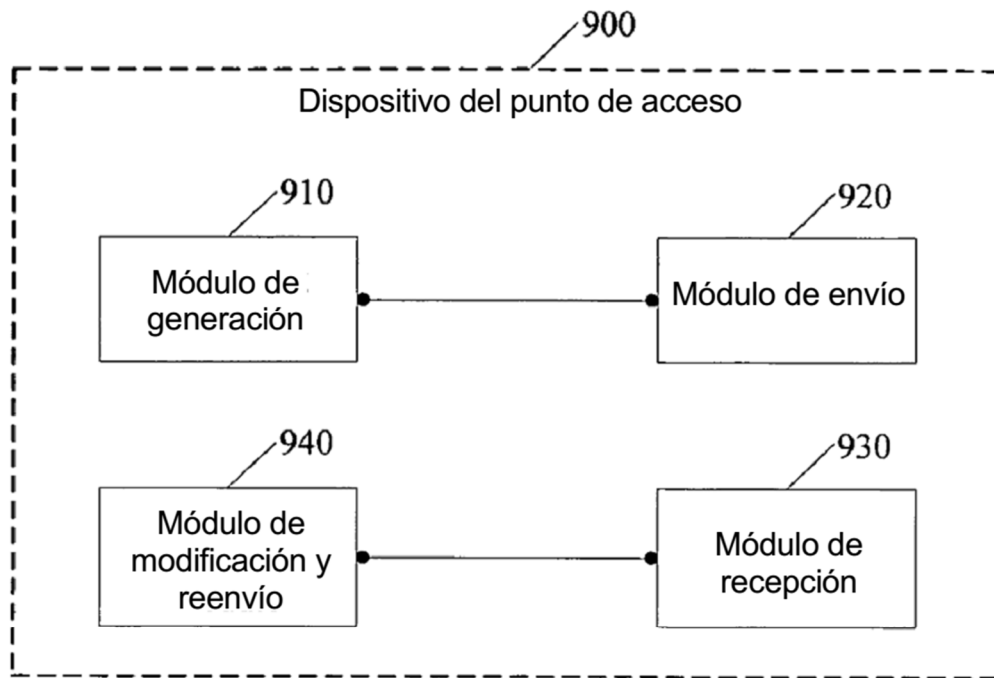 900
Dispositivo del punto de acceso
910
Módulo de
generación
920
Módulo de envío
940
Módulo de
modificación y
reenvío
930
Módulo de
recepción